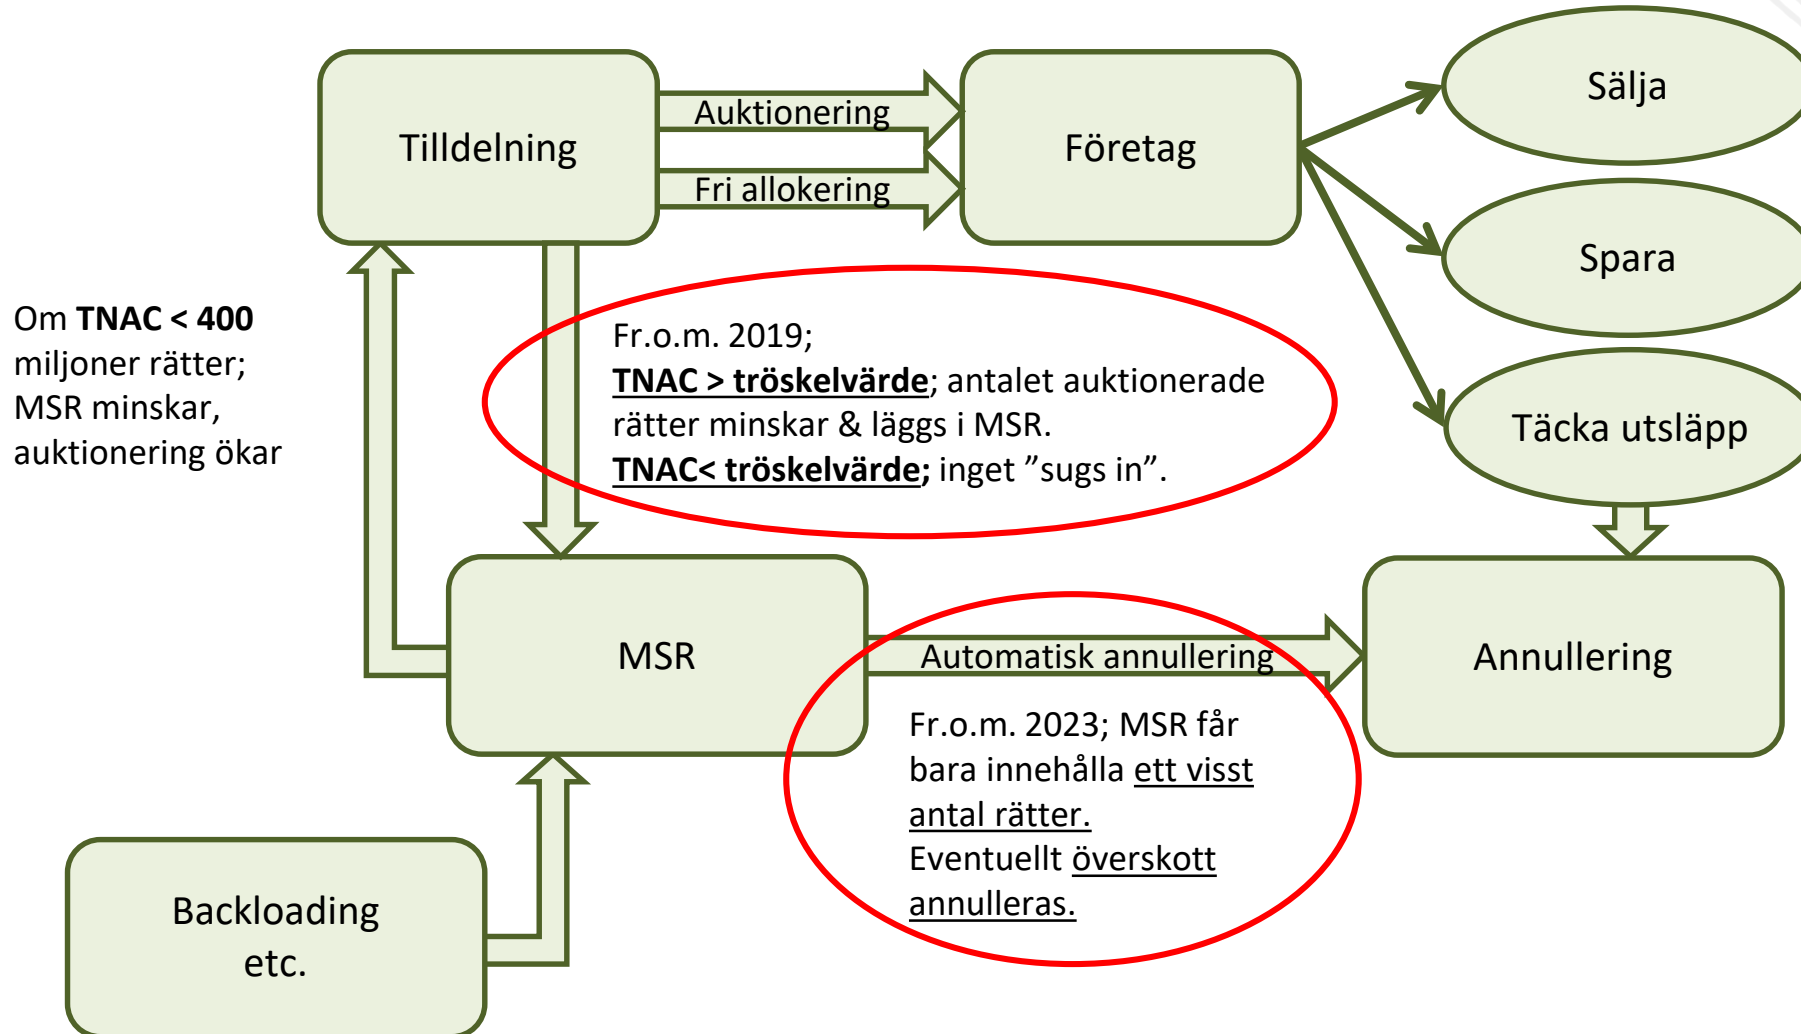 Tilldelning
Auktionering
Fri allokering
Företag
Sälja
Spara
Täcka utsläpp
Om TNAC < 400
miljoner rätter;
MSR minskar,
auktionering ökar
Fr.o.m. 2019;
TNAC > tröskelvärde; antalet auktionerade
rätter minskar & läggs i MSR.
TNAC< tröskelvärde; inget ”sugs in”.
MSR
Automatisk annullering
Annullering
Fr.o.m. 2023; MSR får
bara innehålla ett visst
antal rätter.
Eventuellt överskott
annulleras.
Backloading
etc.